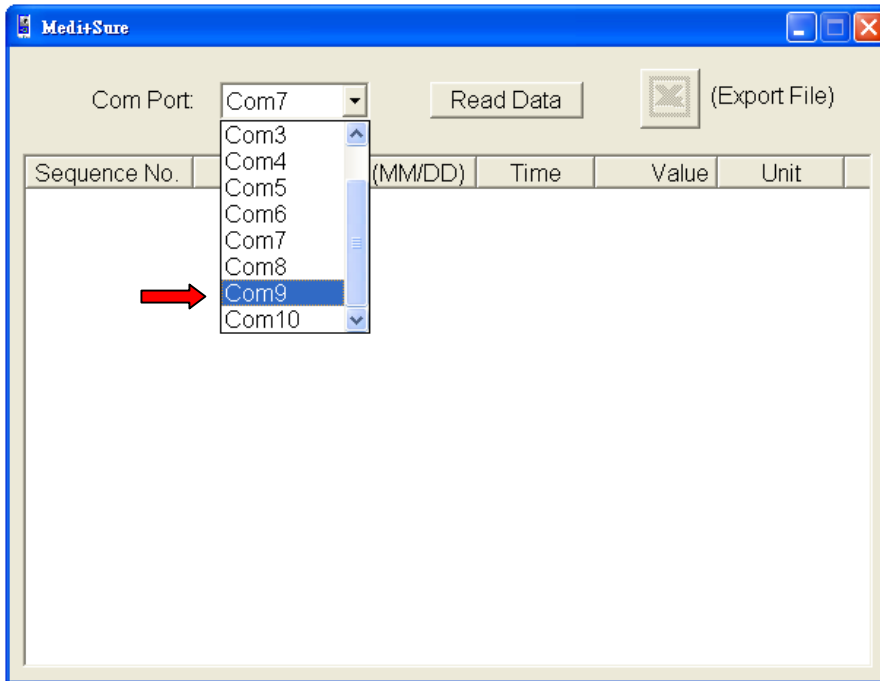 Medi+Sure
Com Port: Com7 Read Data (Export File)
Com3
Com4
Com5
Com6
Com7
Com8
Com9
Com10
Sequence No. (MM/DD) Time Value Unit